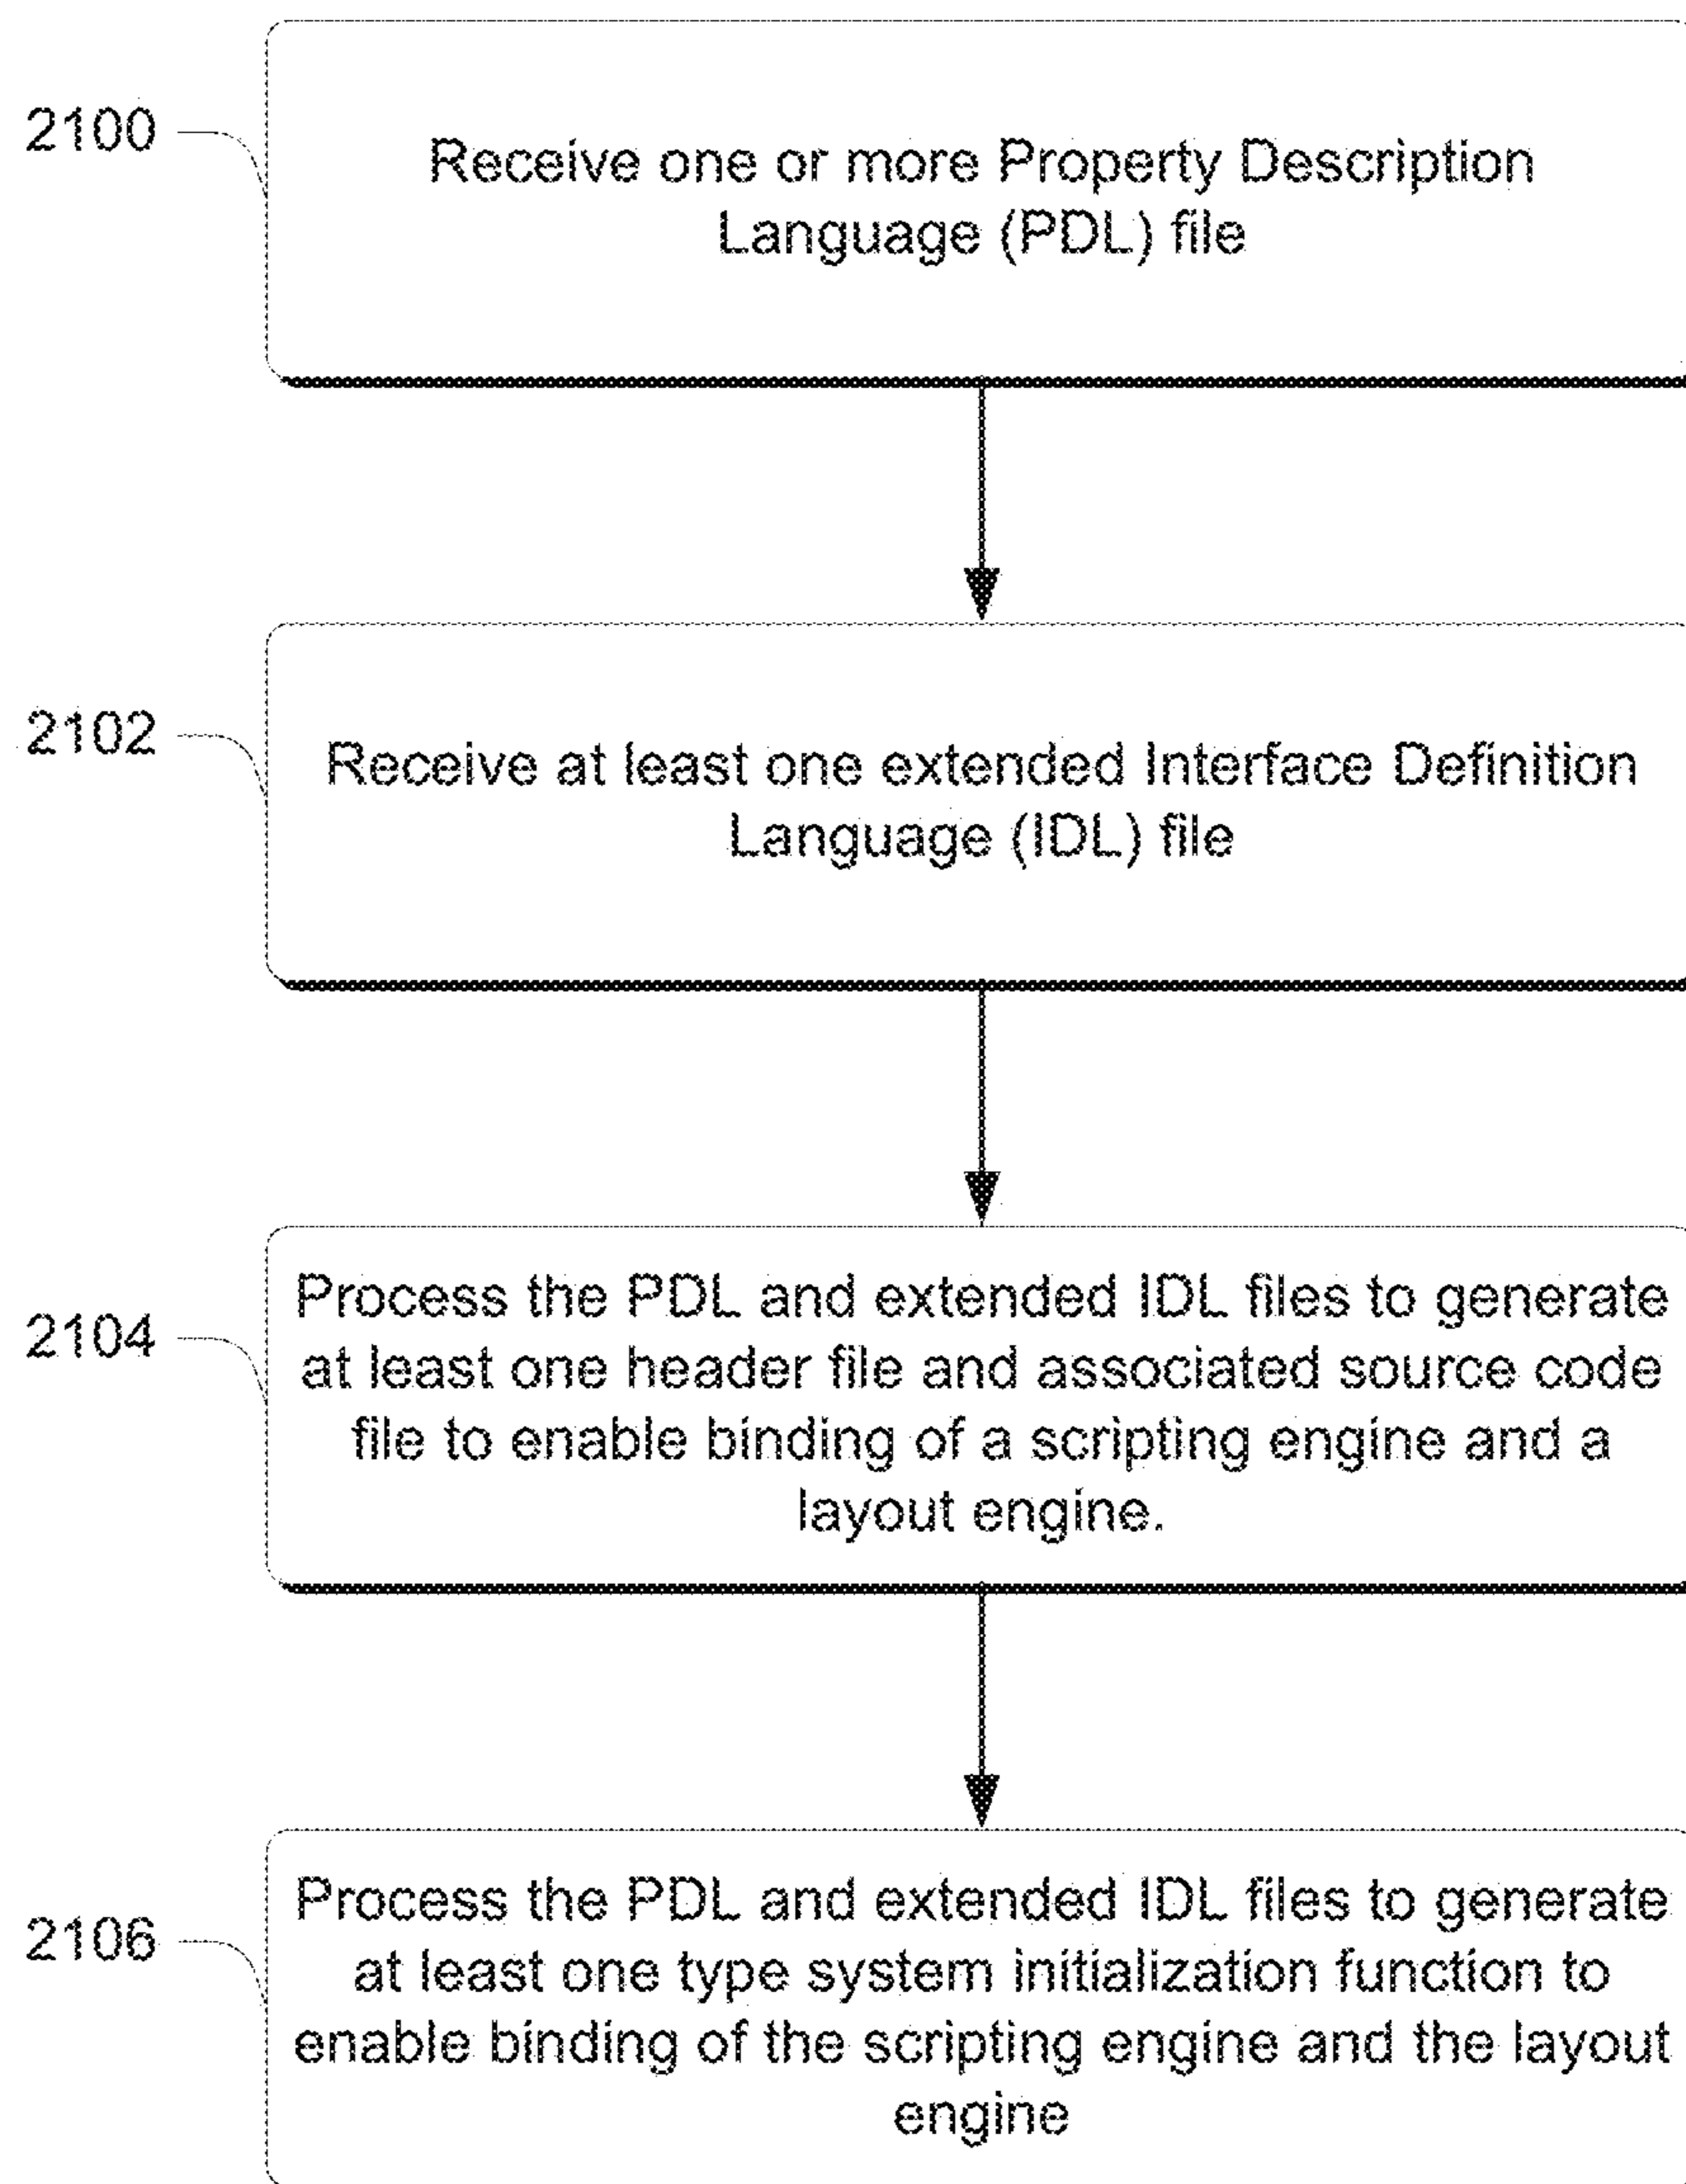 2100
Receive one or more Property Description
Language (PDL) file
2102
Receive at least one extended Interface Definition
Language (IDL) file
2104
Process the PDL and extended IDL files to generate
at least one header file and associated source code
file to enable binding of a scripting engine and a
layout engine.
2106
Process the PDL and extended IDL files to generate
at least one type system initialization function to
enable binding of the scripting engine and the layout
engine